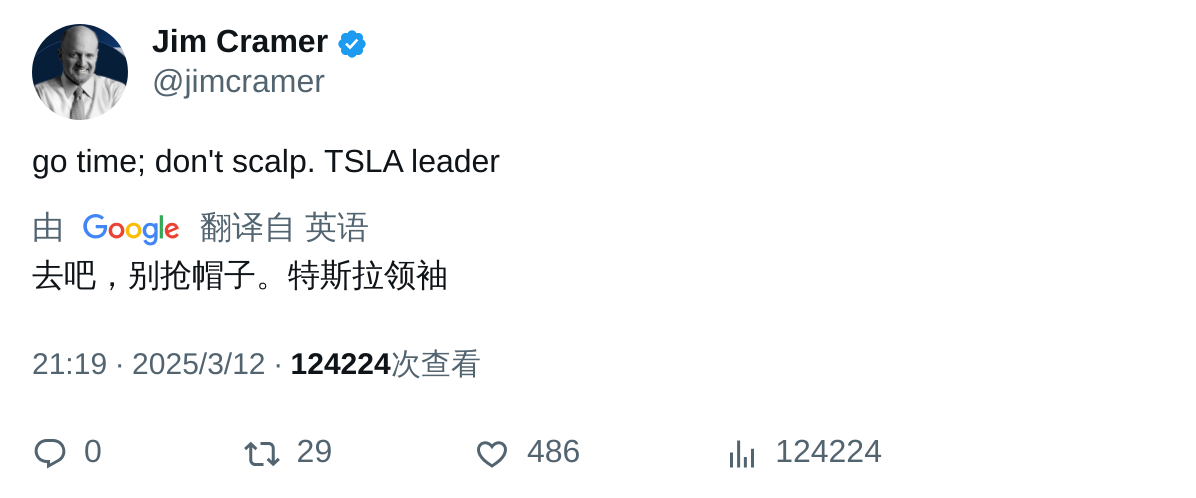 Jim Cramer
@jimcramer
go time; don't scalp. TSLA leader
由 Google 翻译自 英语
去吧，别抢帽子。特斯拉领袖
21:19 · 2025/3/12 · 124224次查看
0 29 486 124224